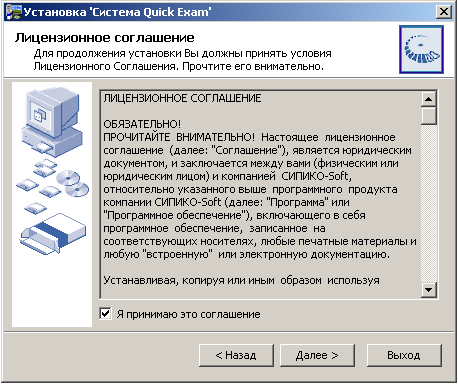 Установка 'Система Quick Exam'
Лицензионное соглашение
Для продолжения установки Вы должны принять условия
Лицензионного Соглашения. Прочтите его внимательно.
ЛИЦЕНЗИОННОЕ СОГЛАШЕНИЕ
ОБЯЗАТЕЛЬНО!
ПРОЧИТАЙТЕ ВНИМАТЕЛЬНО! Настоящее лицензионное
соглашение (далее: "Соглашение"), является юридическим
документом, и заключается между вами (физическим или
юридическим лицом) и компанией СИПИКО-Soft,
относительно указанного выше программного продукта
компании СИПИКО-Soft (далее: "Программа" или
"Программное обеспечение"), включающего в себя
программное обеспечение, записанное на
соответствующих носителях, любые печатные материалы и
любую "встроенную" или электронную документацию.
Устанавливая, копируя или иным образом используя
Я принимаю это соглашение
< Назад
Далее >
Выход